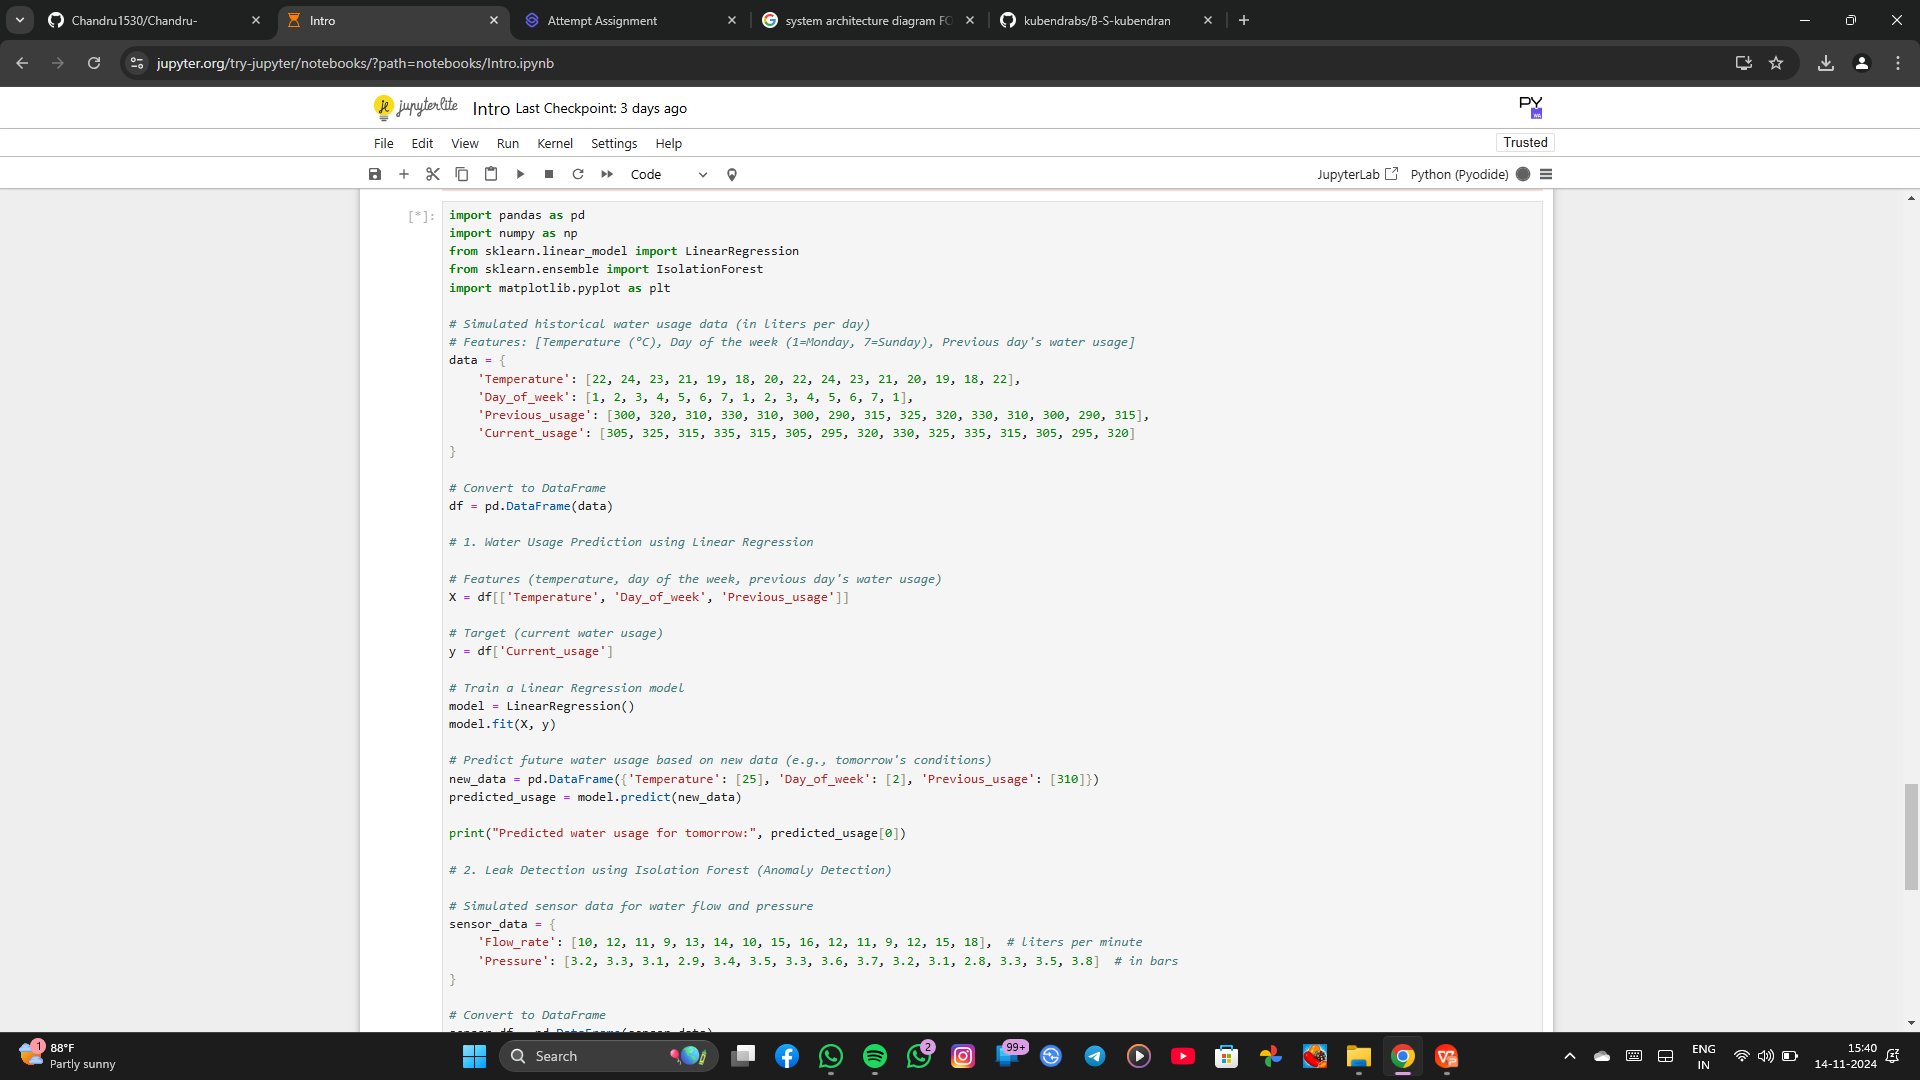 Chandru1530/Chandru-
Intro
Attempt Assignment
system architecture diagram FO
kubendrabs/B-S-kubendran
jupyter.org/try-jupyter/notebooks/?path=notebooks/Intro.ipynb
jupyterlite
Intro Last Checkpoint: 3 days ago
PY
WA
File Edit View Run Kernel Settings Help
Trusted
Code
JupyterLab
Python (Pyodide)
[*]:
import pandas as pd
import numpy as np
from sklearn.linear_model import LinearRegression
from sklearn.ensemble import IsolationForest
import matplotlib.pyplot as plt
# Simulated historical water usage data (in liters per day)
# Features: [Temperature (°C), Day of the week (1=Monday, 7=Sunday), Previous day's water usage]
data = {
'Temperature': [22, 24, 23, 21, 19, 18, 20, 22, 24, 23, 21, 20, 19, 18, 22],
'Day_of_week': [1, 2, 3, 4, 5, 6, 7, 1, 2, 3, 4, 5, 6, 7, 1],
'Previous_usage': [300, 320, 310, 330, 310, 300, 290, 315, 325, 320, 330, 310, 300, 290, 315],
'Current_usage': [305, 325, 315, 335, 315, 305, 295, 320, 330, 325, 335, 315, 305, 295, 320]
}
# Convert to DataFrame
df = pd.DataFrame(data)
# 1. Water Usage Prediction using Linear Regression
# Features (temperature, day of the week, previous day's water usage)
X = df[['Temperature', 'Day_of_week', 'Previous_usage']]
# Target (current water usage)
y = df['Current_usage']
# Train a Linear Regression model
model = LinearRegression()
model.fit(X, y)
# Predict future water usage based on new data (e.g., tomorrow's conditions)
new_data = pd.DataFrame({'Temperature': [25], 'Day_of_week': [2], 'Previous_usage': [310]})
predicted_usage = model.predict(new_data)
print("Predicted water usage for tomorrow:", predicted_usage[0])
# 2. Leak Detection using Isolation Forest (Anomaly Detection)
# Simulated sensor data for water flow and pressure
sensor_data = {
'Flow_rate': [10, 12, 11, 9, 13, 14, 10, 15, 16, 12, 11, 9, 12, 15, 18], # liters per minute
'Pressure': [3.2, 3.3, 3.1, 2.9, 3.4, 3.5, 3.3, 3.6, 3.7, 3.2, 3.1, 2.8, 3.3, 3.5, 3.8] # in bars
}
# Convert to DataFrame
sensor_df = pd.DataFrame(sensor_data)
1
88°F
Partly sunny
Search
2
99+
ENG
IN
15:40
14-11-2024